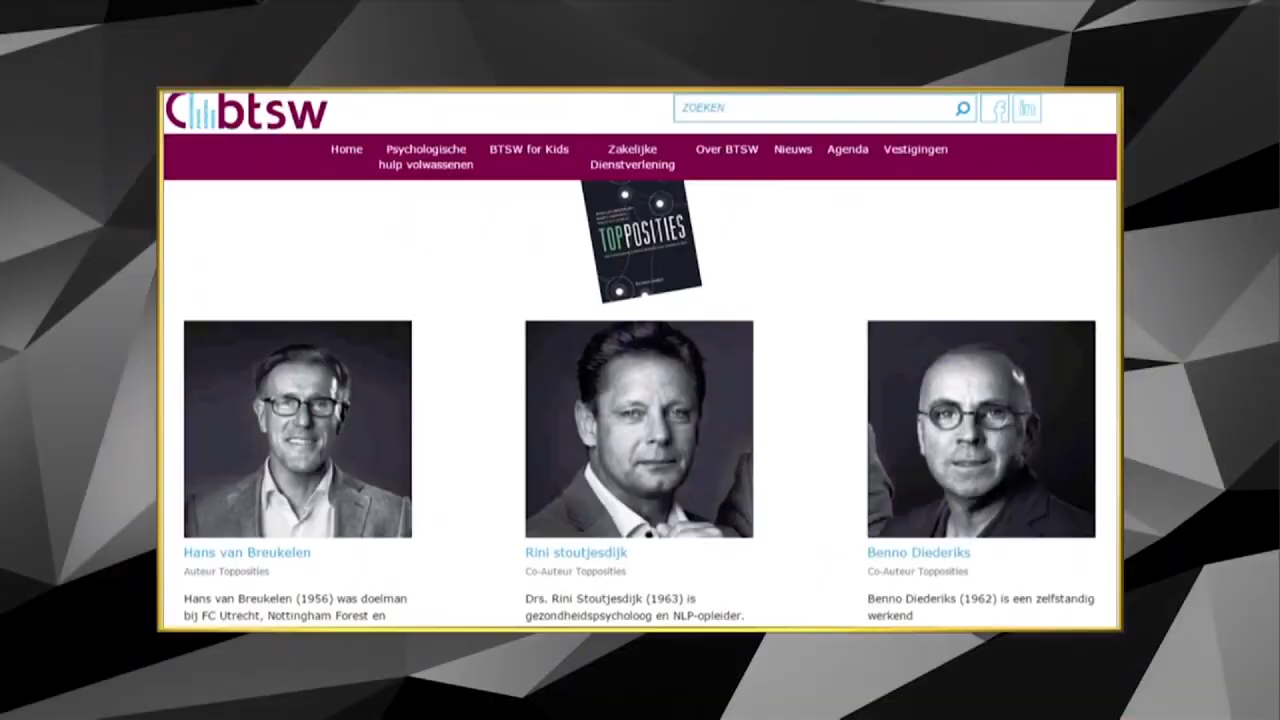 btsw
ZOEKEN
Home
Psychologische
hulp volwassenen
BTSW for Kids
Zakelijke
Dienstverlening
Over BTSW
Nieuws
Agenda
Vestigingen
TOPPOSITIES
Hans van Breukelen
Auteur Topposities
Hans van Breukelen (1956) was doelman
bij FC Utrecht, Nottingham Forest en
Rini stoutjesdijk
Co-Auteur Topposities
Drs. Rini Stoutjesdijk (1963) is
gezondheidspsycholoog en NLP-opleider.
Benno Diederiks
Co-Auteur Topposities
Benno Diederiks (1962) is een zelfstandig
werkend